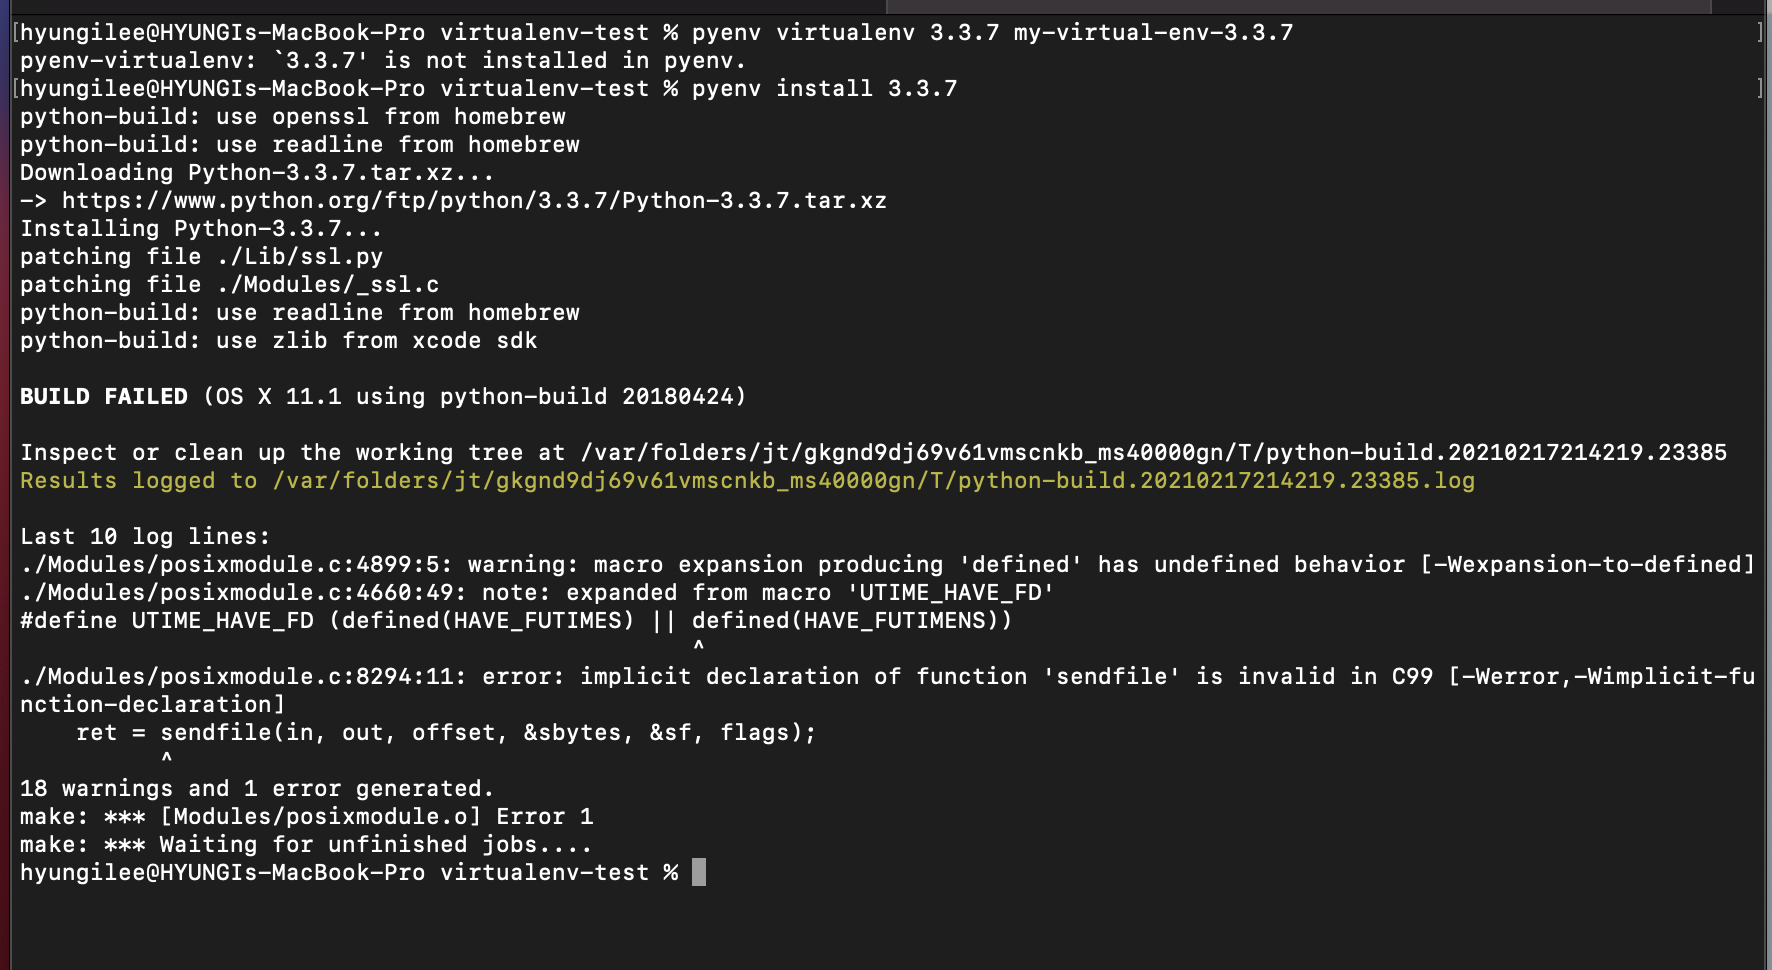 [hyungilee@HYUNGIs-MacBook-Pro virtualenv-test % pyenv virtualenv 3.3.7 my-virtual-env-3.3.7 ]
pyenv-virtualenv: `3.3.7' is not installed in pyenv.
[hyungilee@HYUNGIs-MacBook-Pro virtualenv-test % pyenv install 3.3.7 ]
python-build: use openssl from homebrew
python-build: use readline from homebrew
Downloading Python-3.3.7.tar.xz...
-> https://www.python.org/ftp/python/3.3.7/Python-3.3.7.tar.xz
Installing Python-3.3.7...
patching file ./Lib/ssl.py
patching file ./Modules/_ssl.c
python-build: use readline from homebrew
python-build: use zlib from xcode sdk
BUILD FAILED (OS X 11.1 using python-build 20180424)
Inspect or clean up the working tree at /var/folders/jt/gkgnd9dj69v61vmscnkb_ms40000gn/T/python-build.20210217214219.23385
Results logged to /var/folders/jt/gkgnd9dj69v61vmscnkb_ms40000gn/T/python-build.20210217214219.23385.log
Last 10 log lines:
./Modules/posixmodule.c:4899:5: warning: macro expansion producing 'defined' has undefined behavior [-Wexpansion-to-defined]
./Modules/posixmodule.c:4660:49: note: expanded from macro 'UTIME_HAVE_FD'
#define UTIME_HAVE_FD (defined(HAVE_FUTIMES) || defined(HAVE_FUTIMENS))
^
./Modules/posixmodule.c:8294:11: error: implicit declaration of function 'sendfile' is invalid in C99 [-Werror,-Wimplicit-fu
nction-declaration]
ret = sendfile(in, out, offset, &sbytes, &sf, flags);
^
18 warnings and 1 error generated.
make: *** [Modules/posixmodule.o] Error 1
make: *** Waiting for unfinished jobs....
hyungilee@HYUNGIs-MacBook-Pro virtualenv-test %